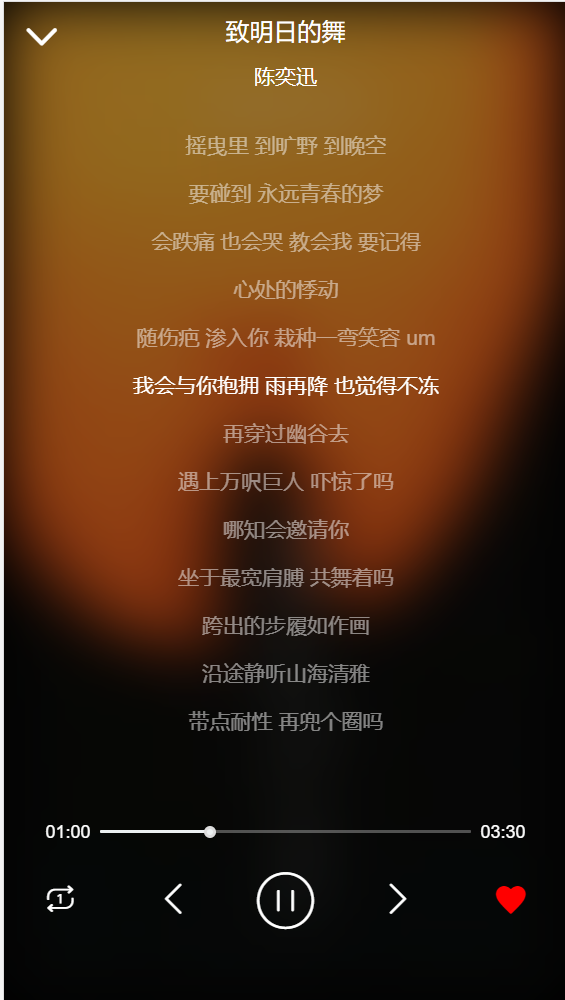 致明日的舞
陈奕迅
摇曳里 到旷野 到晚空
要碰到 永远青春的梦
会跌痛 也会哭 教会我 要记得
心处的悸动
随伤疤 渗入你 栽种一弯笑容 um
我会与你抱拥 雨再降 也觉得不冻
再穿过幽谷去
遇上万呎巨人 吓惊了吗
哪知会邀请你
坐于最宽肩膊 共舞着吗
跨出的步履如作画
沿途静听山海清雅
带点耐性 再兜个圈吗
01:00 03:30
1